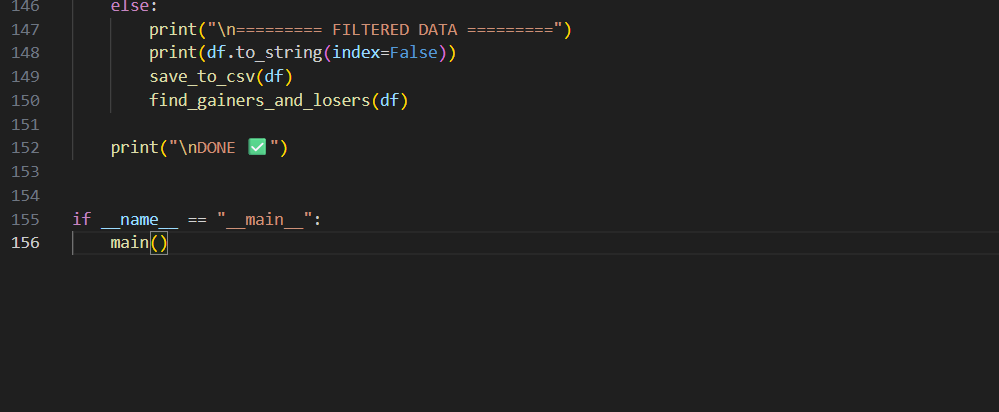 146 else:
147 print("\n========= FILTERED DATA =========")
148 print(df.to_string(index=False))
149 save_to_csv(df)
150 find_gainers_and_losers(df)
151
152 print("\nDONE ✅")
153
154
155 if __name__ == "__main__":
156 main()